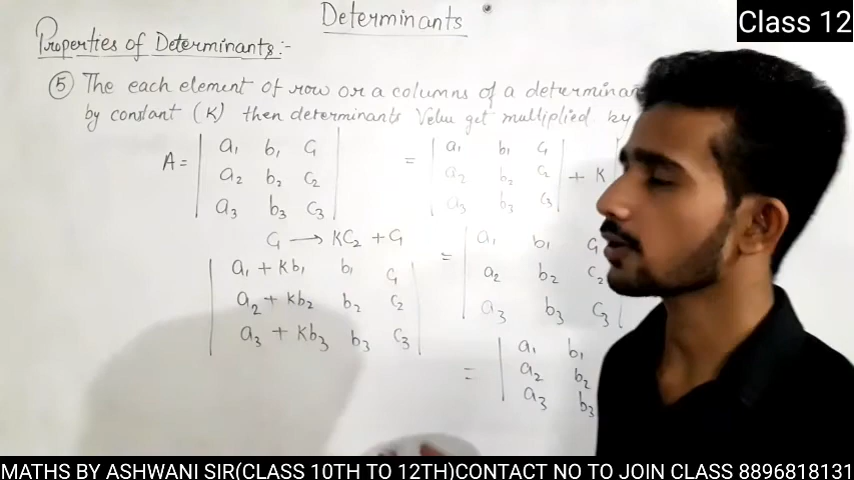 Determinants
Class 12
Properties of Determinants:-
⑤ The each element of row or a columns of a determinan
by constant (K) then determinants Velue get multiplied by
A = | a₁ b₁ c₁ | = | a₁ b₁ c₁ | + K |
| a₂ b₂ c₂ | | a₂ b₂ c₂ |
| a₃ b₃ c₃ | | a₃ b₃ c₃ |
C₁ → KC₂ + C₁
| a₁ + Kb₁ b₁ c₁ | = | a₁ b₁ c₁
| a₂ + Kb₂ b₂ c₂ | | a₂ b₂ c₂
| a₃ + Kb₃ b₃ c₃ | | a₃ b₃ c₃ |
= | a₁ b₁
| a₂ b₂
| a₃ b₃
MATHS BY ASHWANI SIR(CLASS 10TH TO 12TH)CONTACT NO TO JOIN CLASS 8896818131